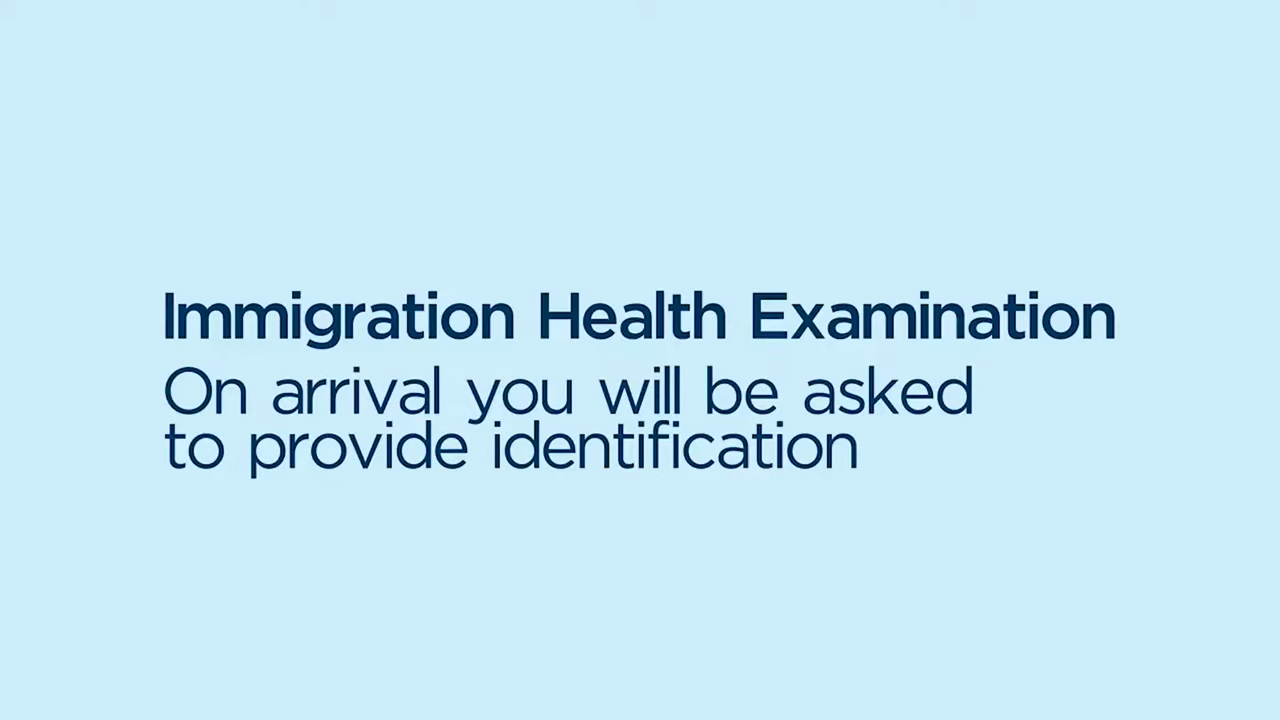 Immigration Health Examination
On arrival you will be asked
to provide identification